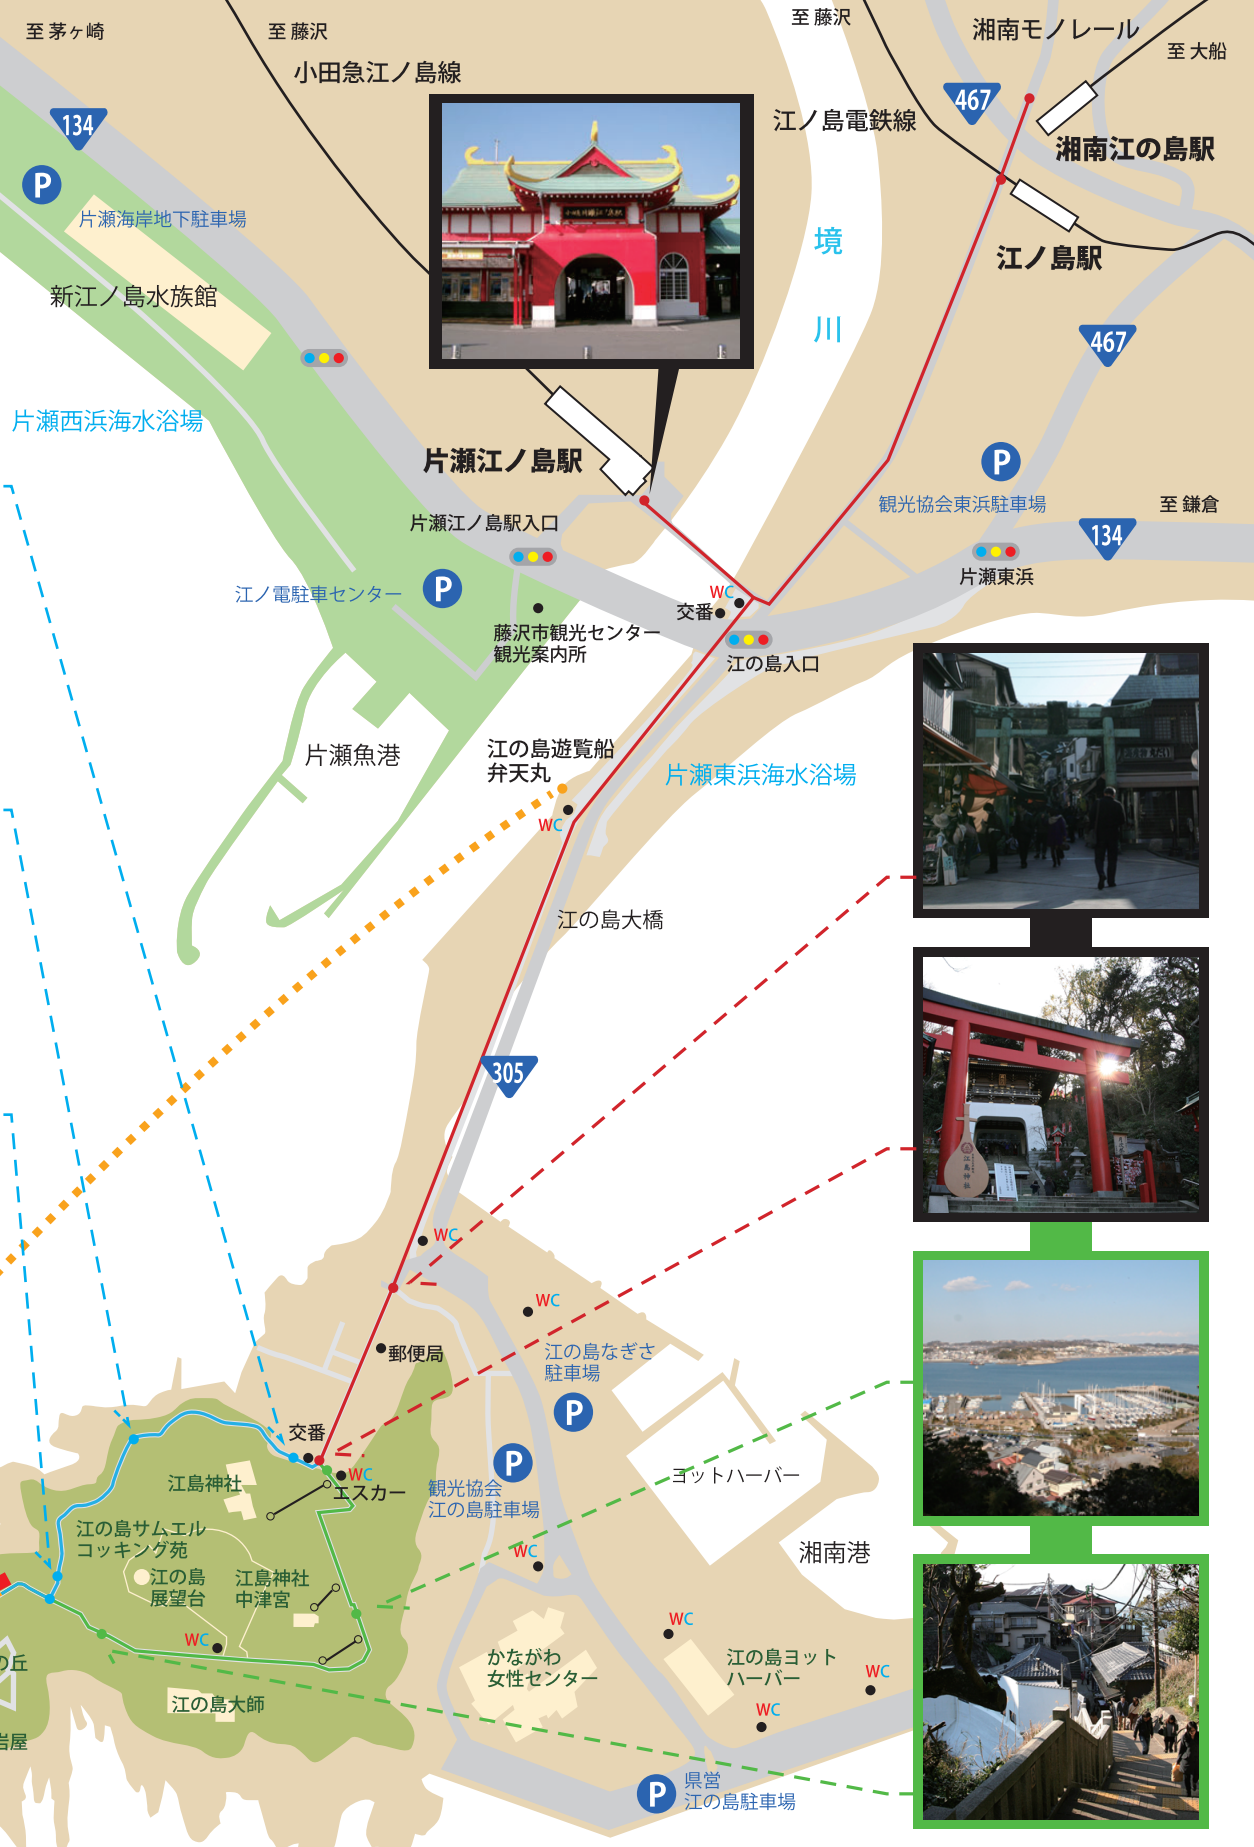 至 茅ヶ崎
至 藤沢
小田急江ノ島線
至 藤沢
湘南モノレール
至 大船
134
467
江ノ島電鉄線
湘南江の島駅
P
片瀬海岸地下駐車場
江ノ島駅
境
川
新江ノ島水族館
467
片瀬西浜海水浴場
片瀬江ノ島駅
P
観光協会東浜駐車場
至 鎌倉
134
片瀬江ノ島駅入口
片瀬東浜
江ノ電駐車センター
P
WC
交番
藤沢市観光センター
観光案内所
江の島入口
片瀬魚港
江の島遊覧船
弁天丸
WC
片瀬東浜海水浴場
江の島大橋
305
江島神社
WC
WC
郵便局
江の島なぎさ
駐車場
P
交番
WC
エスカー
P
観光協会
江の島駐車場
ヨットハーバー
湘南港
江島神社
江の島サムエル
コッキング苑
江の島
展望台
江島神社
中津宮
WC
WC
WC
の丘
江の島大師
かながわ
女性センター
江の島ヨット
ハーバー
WC
WC
岩屋
P
県営
江の島駐車場